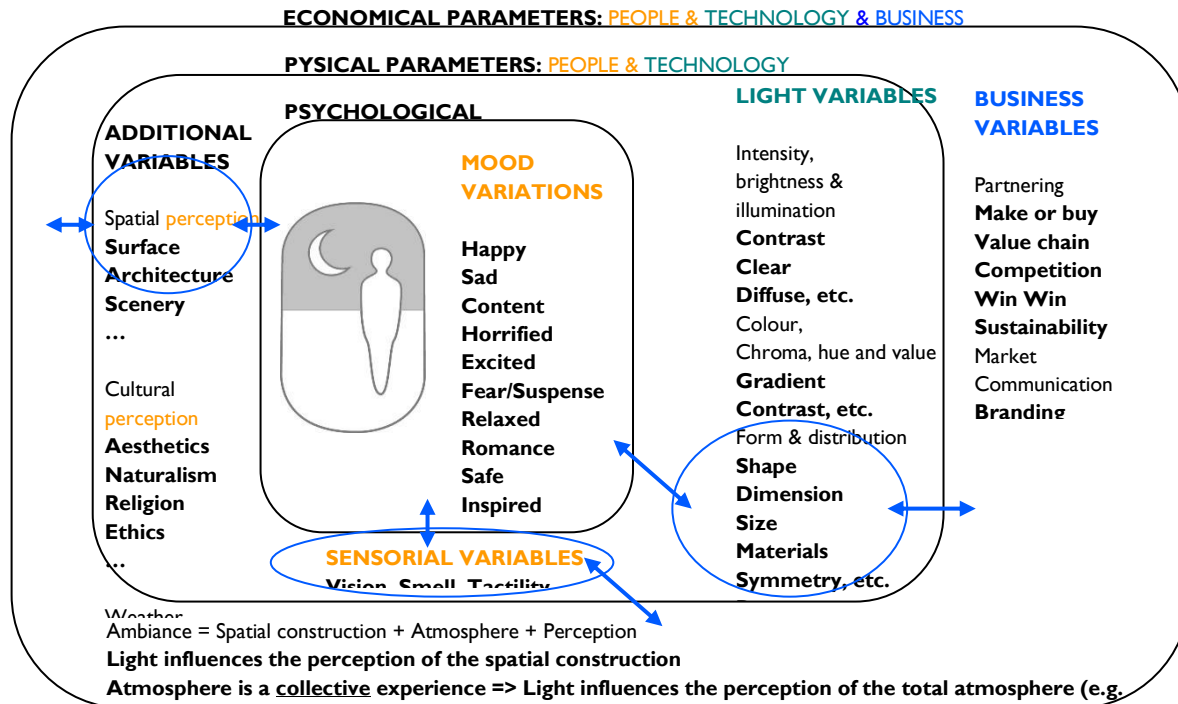 ECONOMICAL PARAMETERS: PEOPLE & TECHNOLOGY & BUSINESS
PYSICAL PARAMETERS: PEOPLE & TECHNOLOGY
PSYCHOLOGICAL
ADDITIONAL
VARIABLES
Spatial perception
Surface
Architecture
Scenery
...
Cultural
perception
Aesthetics
Naturalism
Religion
Ethics
...
Weather
MOOD
VARIATIONS
Happy
Sad
Content
Horrified
Excited
Fear/Suspense
Relaxed
Romance
Safe
Inspired
SENSORIAL VARIABLES
Vision, Smell, Tactility
LIGHT VARIABLES
Intensity,
brightness &
illumination
Contrast
Clear
Diffuse, etc.
Colour,
Chroma, hue and value
Gradient
Contrast, etc.
Form & distribution
Shape
Dimension
Size
Materials
Symmetry, etc.
BUSINESS
VARIABLES
Partnering
Make or buy
Value chain
Competition
Win Win
Sustainability
Market
Communication
Branding
Ambiance = Spatial construction + Atmosphere + Perception
Light influences the perception of the spatial construction
Atmosphere is a collective experience => Light influences the perception of the total atmosphere (e.g.